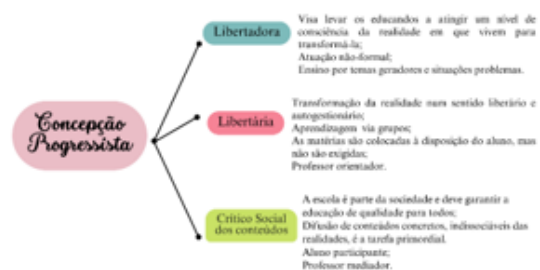 Concepção
Progressista
Libertadora
Visa levar os educandos a atingir um nível de
consciência da realidade em que vivem para
transformá-la;
Atuação não-formal;
Ensino por temas geradores e situações problemas.
Libertária
Transformação da realidade num sentido libertário e
autogestionário;
Aprendizagem via grupos;
As matérias são colocadas à disposição do aluno, mas
não são exigidas;
Professor orientador.
Crítico Social
dos conteúdos
A escola é parte da sociedade e deve garantir a
educação de qualidade para todos;
Difusão de conteúdos concretos, indissociáveis das
realidades, é a tarefa primordial.
Aluno participante;
Professor mediador.